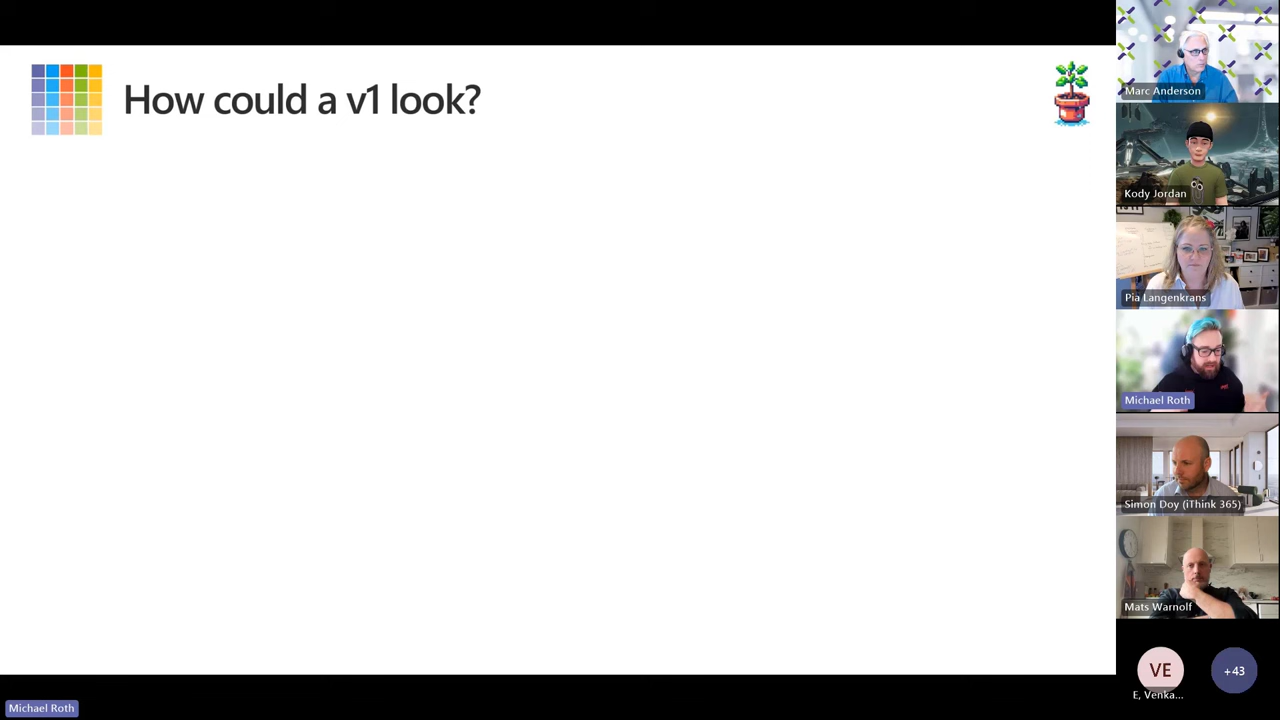 How could a v1 look?
Marc Anderson
Kody Jordan
Pia Langenkrans
Michael Roth
Simon Doy (iThink 365)
Mats Warnolf
VE
+43
E, Venka...
Michael Roth